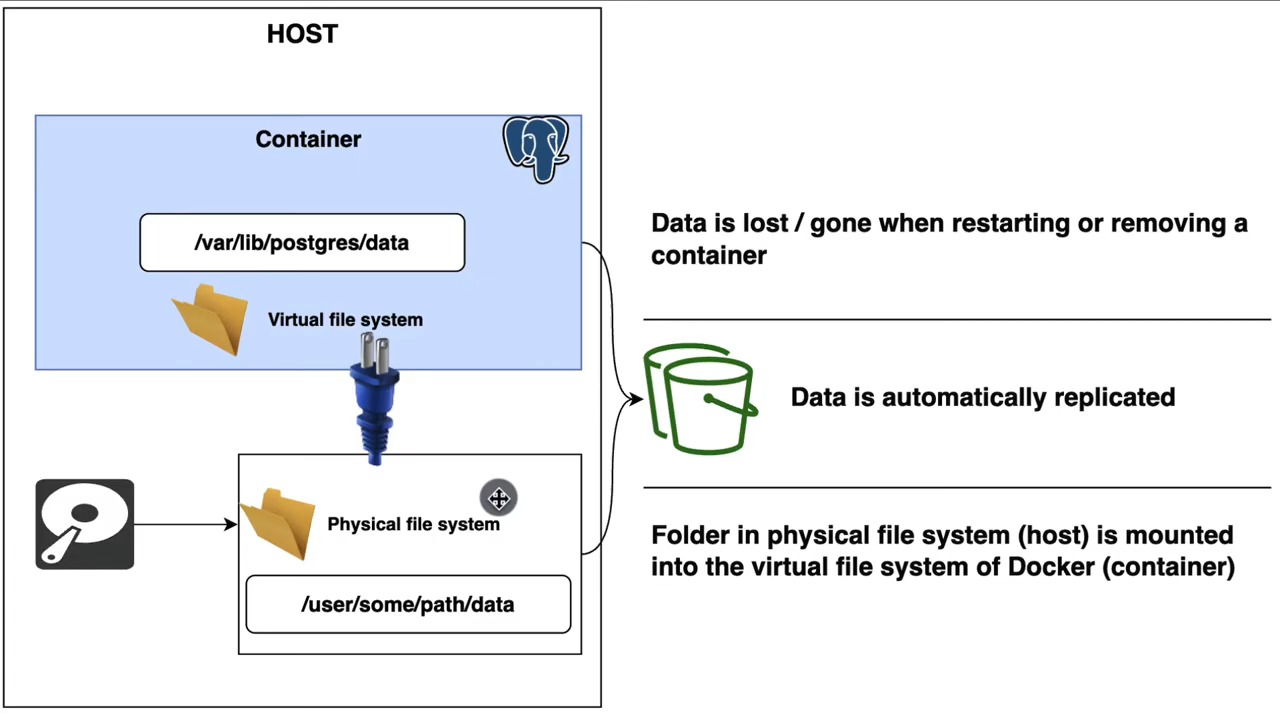 HOST
Container
/var/lib/postgres/data
Virtual file system
Physical file system
/user/some/path/data
Data is lost / gone when restarting or removing a
container
Data is automatically replicated
Folder in physical file system (host) is mounted
into the virtual file system of Docker (container)